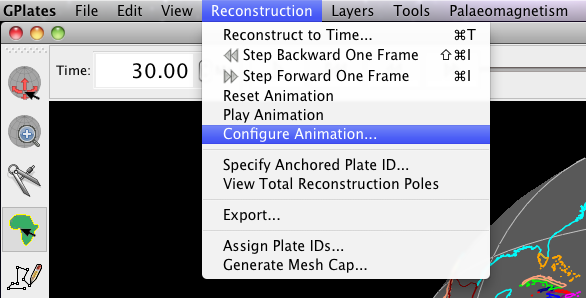 GPlates File Edit View Reconstruction Layers Tools Palaeomagnetism
Time: 30.00
Reconstruct to Time... ⌘T
Step Backward One Frame ⇧⌘I
Step Forward One Frame ⌘I
Reset Animation
Play Animation
Configure Animation...
Specify Anchored Plate ID...
View Total Reconstruction Poles
Export...
Assign Plate IDs...
Generate Mesh Cap...